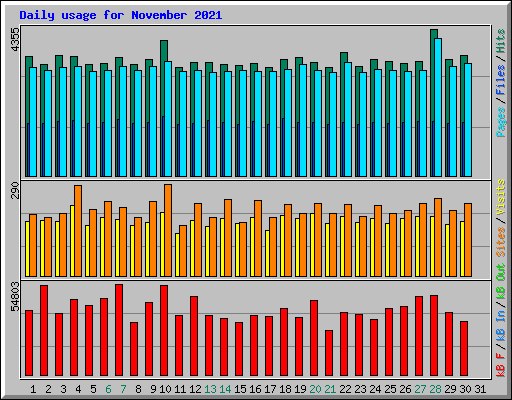 Daily usage for November 2021
4355
290
54803
Pages / Files / Hits
Sites / Visits
kB F / kB In / kB Out
1 2 3 4 5 6 7 8 9 10 11 12 13 14 15 16 17 18 19 20 21 22 23 24 25 26 27 28 29 30 31